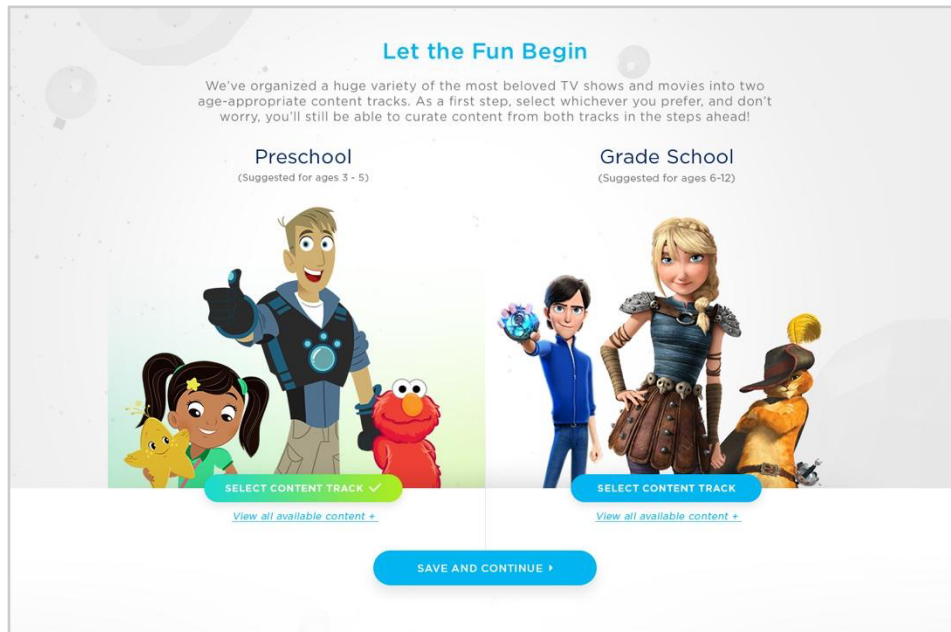 Let the Fun Begin
We've organized a huge variety of the most beloved TV shows and movies into two
age-appropriate content tracks. As a first step, select whichever you prefer, and don't
worry, you'll still be able to curate content from both tracks in the steps ahead!
Preschool
(Suggested for ages 3 - 5)
SELECT CONTENT TRACK ✓
View all available content +
Grade School
(Suggested for ages 6-12)
SELECT CONTENT TRACK
View all available content +
SAVE AND CONTINUE